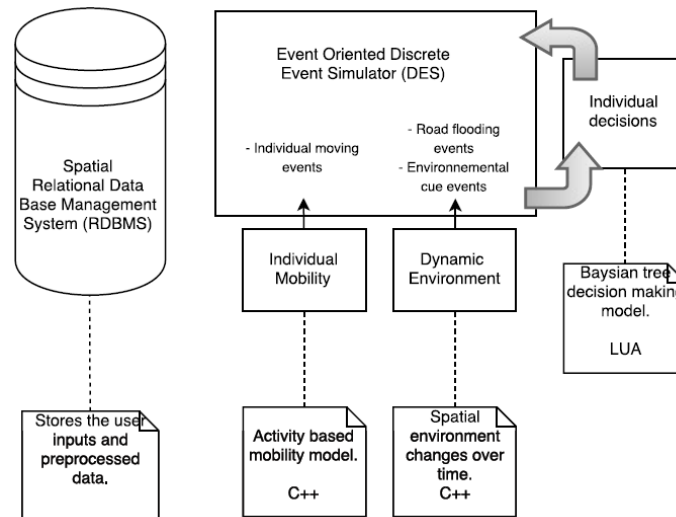 Spatial
Relational Data
Base Management
System (RDBMS)
Stores the user
inputs and
preprocessed
data.
Event Oriented Discrete
Event Simulator (DES)
- Individual moving
events
- Road flooding
events
- Environnemental
cue events
Individual
decisions
Individual
Mobility
Dynamic
Environment
Baysian tree
decision making
model.
LUA
Activity based
mobility model.
C++
Spatial
environment
changes over
time.
C++